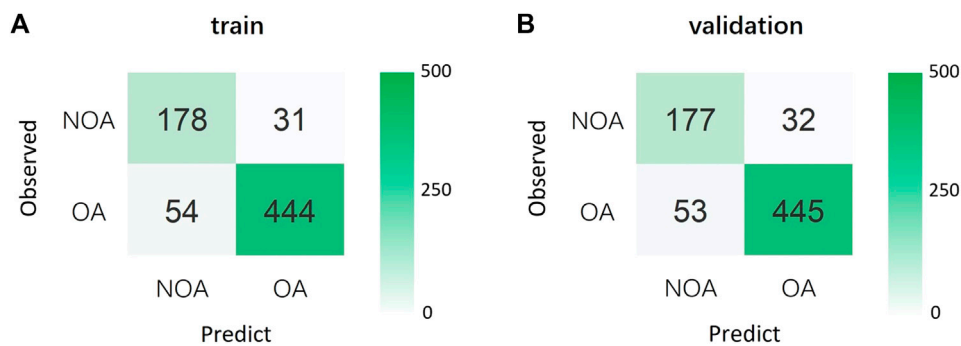 A
train
500
NOA 178 31
250
Observed
OA 54 444
0
NOA OA
Predict
B
validation
500
NOA 177 32
250
Observed
OA 53 445
0
NOA OA
Predict